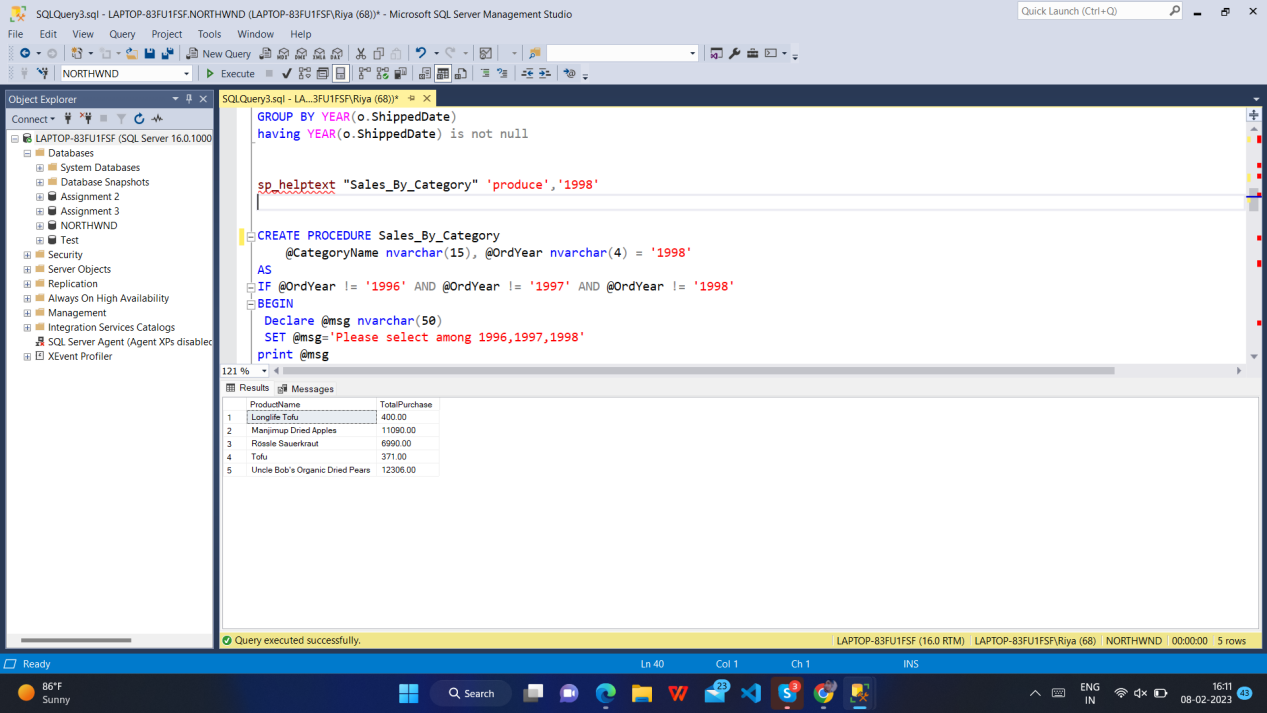 SQLQuery3.sql - LAPTOP-83FU1FSF.NORTHWND (LAPTOP-83FU1FSF\Riya (68))* - Microsoft SQL Server Management Studio
Quick Launch (Ctrl+Q)
File Edit View Query Project Tools Window Help
New Query
NORTHWND Execute
Object Explorer
Connect
LAPTOP-83FU1FSF (SQL Server 16.0.1000
Databases
System Databases
Database Snapshots
Assignment 2
Assignment 3
NORTHWND
Test
Security
Server Objects
Replication
Always On High Availability
Management
Integration Services Catalogs
SQL Server Agent (Agent XPs disabled
XEvent Profiler
SQLQuery3.sql - LA...3FU1FSF\Riya (68))*
GROUP BY YEAR(o.ShippedDate)
having YEAR(o.ShippedDate) is not null
sp_helptext "Sales_By_Category" 'produce','1998'
CREATE PROCEDURE Sales_By_Category
@CategoryName nvarchar(15), @OrdYear nvarchar(4) = '1998'
AS
IF @OrdYear != '1996' AND @OrdYear != '1997' AND @OrdYear != '1998'
BEGIN
Declare @msg nvarchar(50)
SET @msg='Please select among 1996,1997,1998'
print @msg
121 %
Results Messages
ProductName TotalPurchase
1 Longlife Tofu 400.00
2 Manjimup Dried Apples 11090.00
3 Rössle Sauerkraut 6990.00
4 Tofu 371.00
5 Uncle Bob's Organic Dried Pears 12306.00
Query executed successfully. LAPTOP-83FU1FSF (16.0 RTM) LAPTOP-83FU1FSF\Riya (68) NORTHWND 00:00:00 5 rows
Ready Ln 40 Col 1 Ch 1 INS
86°F
Sunny
Search
23
3
ENG
IN
16:11
08-02-2023
43